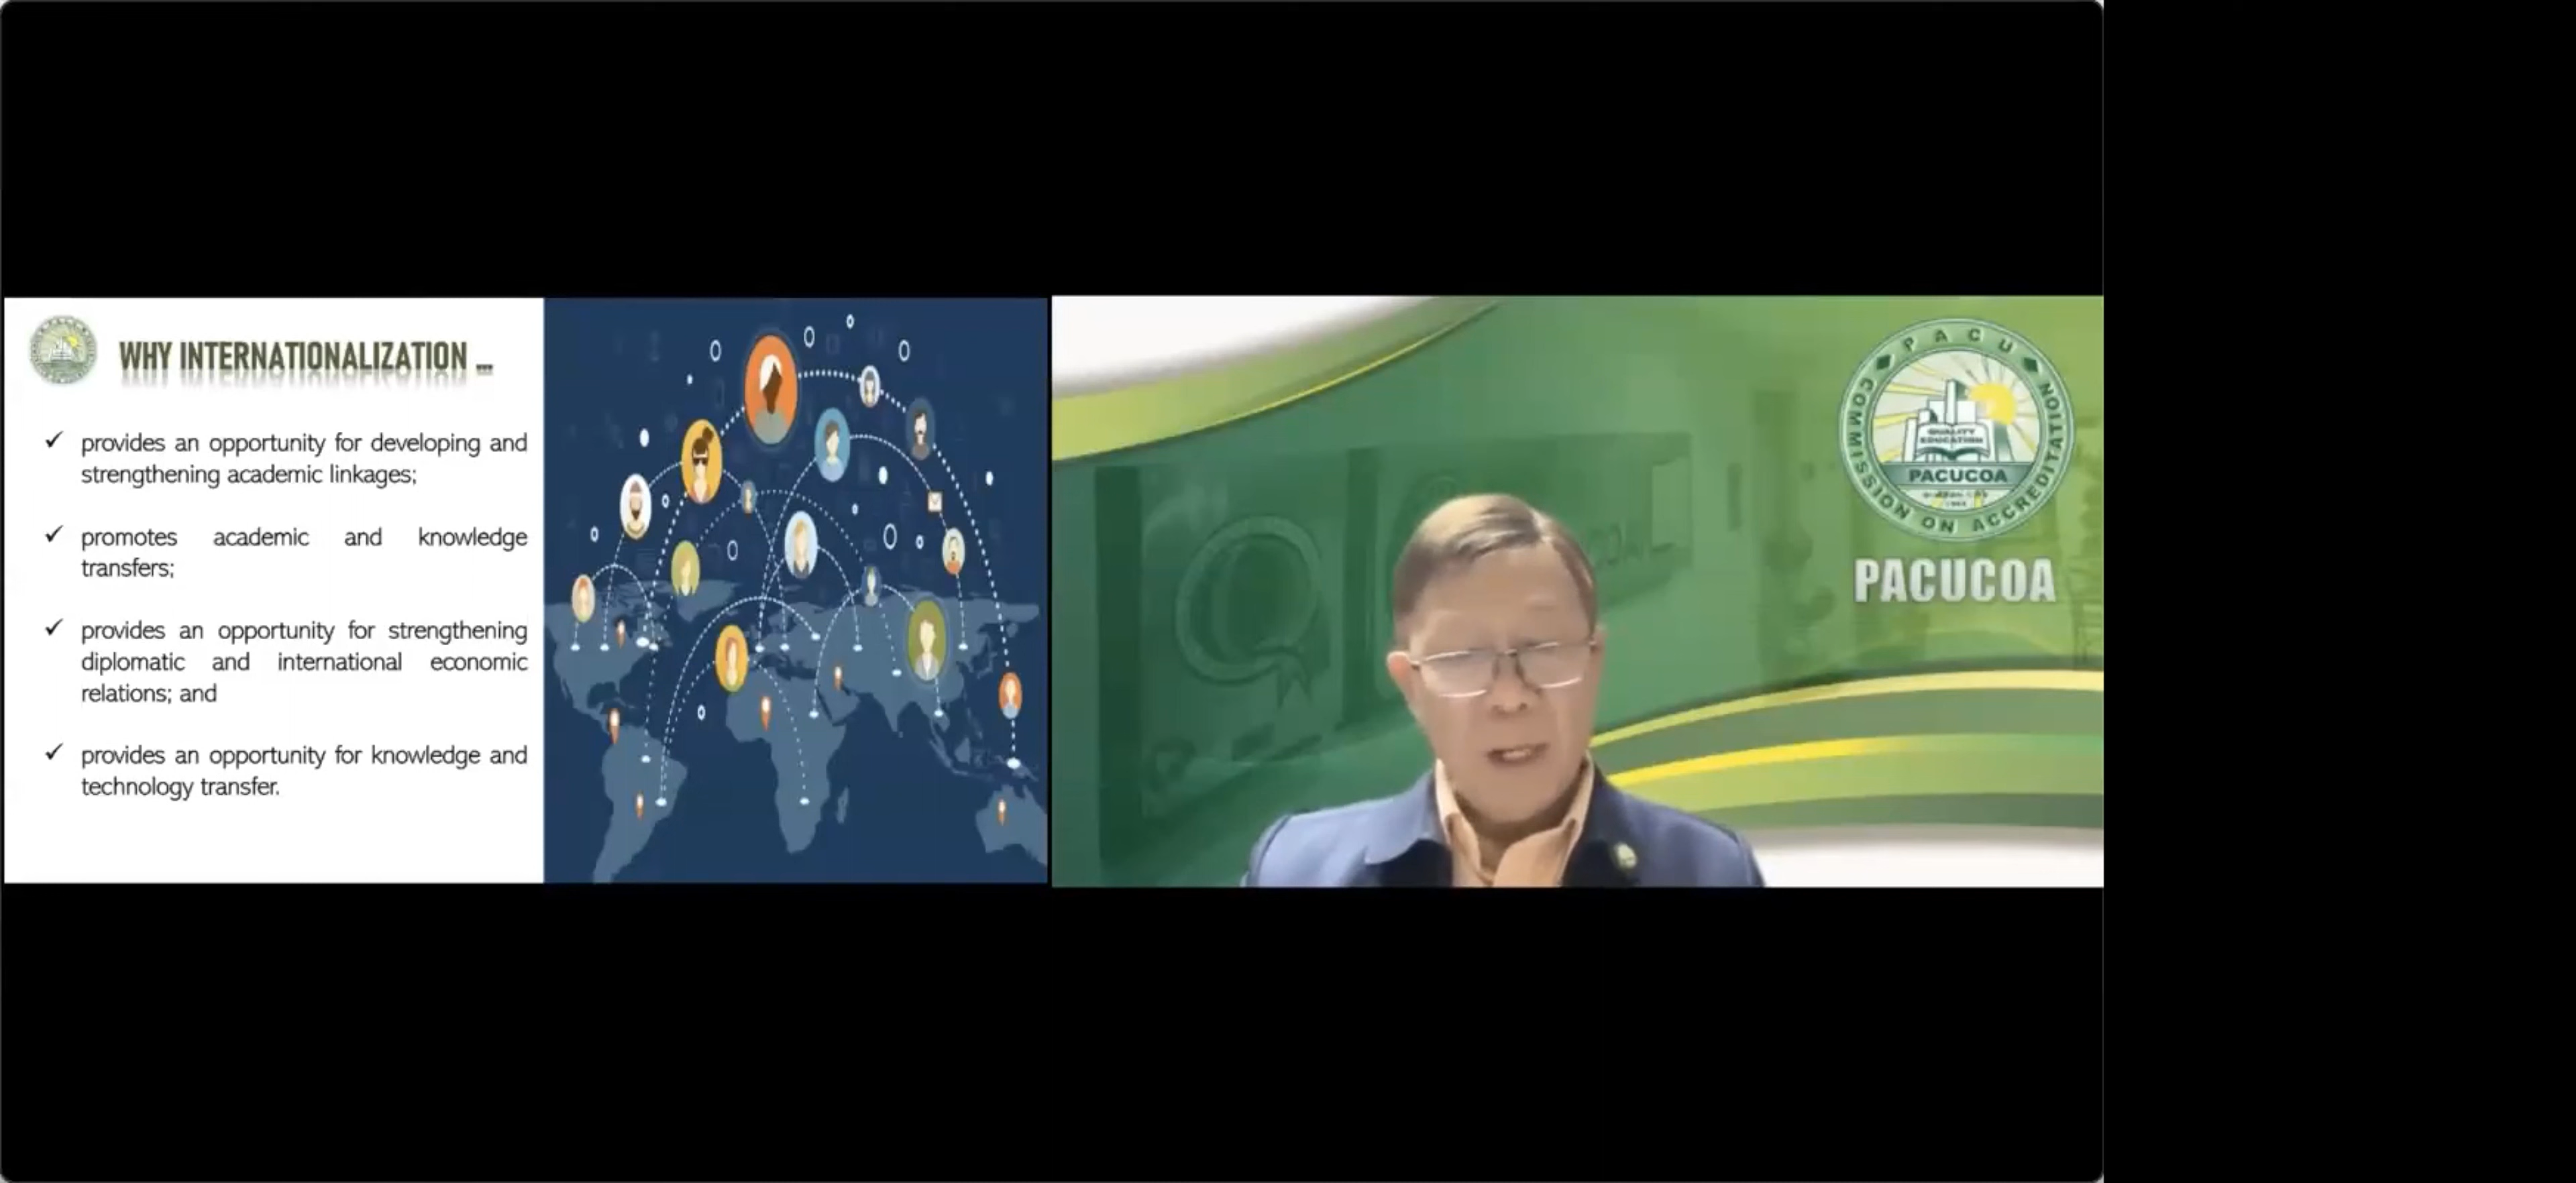 WHY INTERNATIONALIZATION ...
✓ provides an opportunity for developing and
strengthening academic linkages;
✓ promotes academic and knowledge
transfers;
✓ provides an opportunity for strengthening
diplomatic and international economic
relations; and
✓ provides an opportunity for knowledge and
technology transfer.
PACU
COMMISSION ON ACCREDITATION
QUALITY
EDUCATION
PACUCOA
PACUCOA